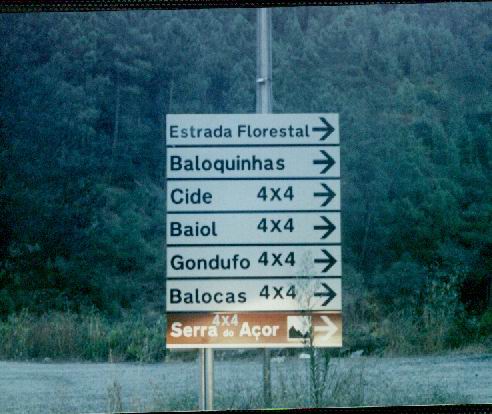 Estrada Florestal
Baloquinhas
Cide 4X4
Baiol 4X4
Gondufo 4X4
Balocas 4X4
4X4
Serra do Açor